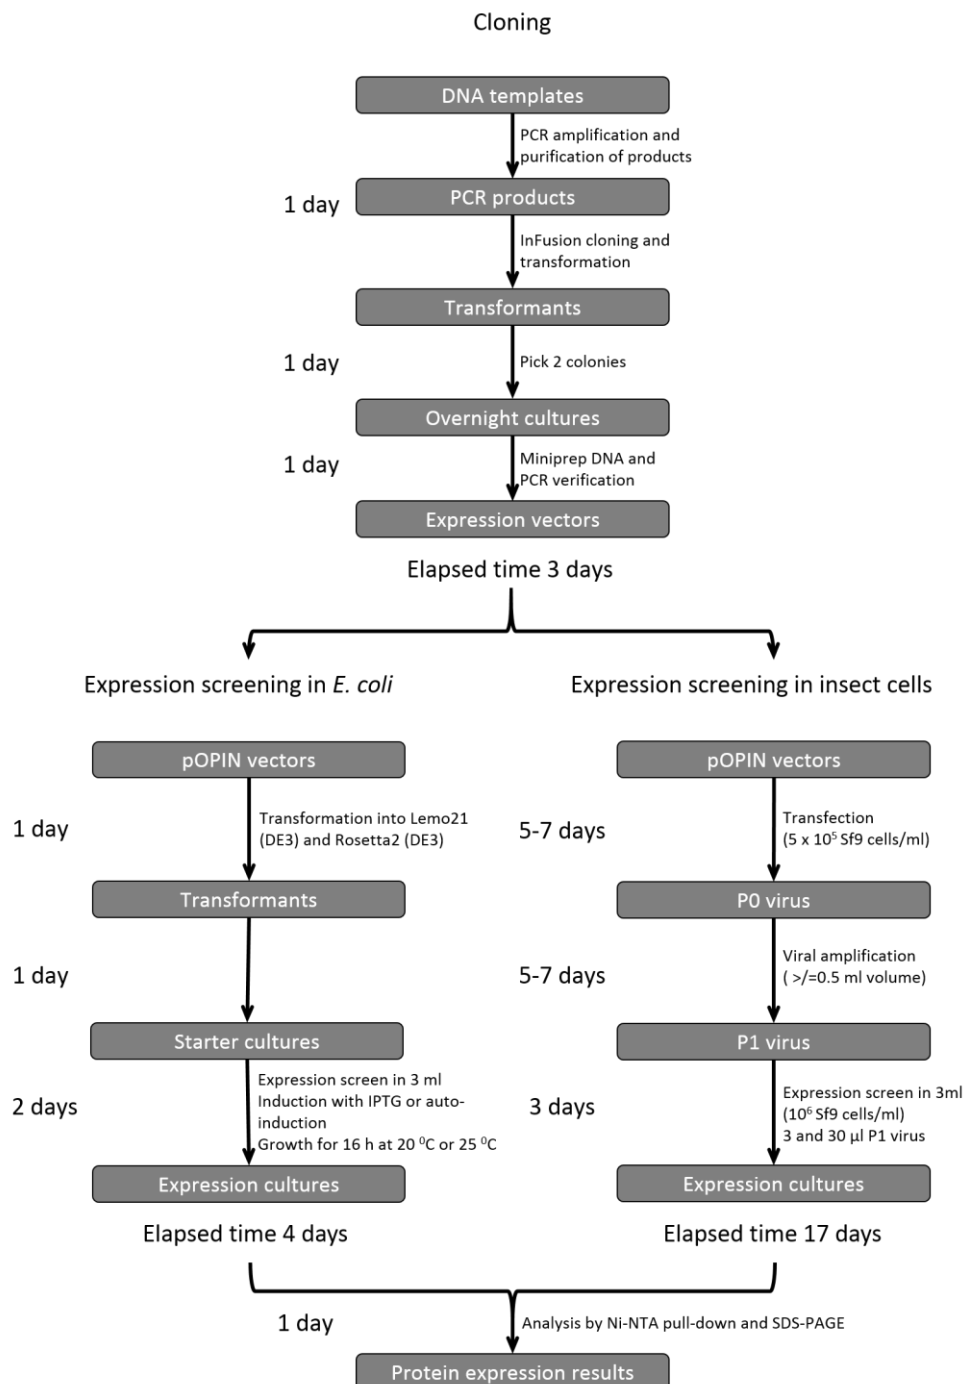 Cloning
DNA templates
PCR amplification and
purification of products
1 day
PCR products
InFusion cloning and
transformation
Transformants
1 day
Pick 2 colonies
Overnight cultures
1 day
Miniprep DNA and
PCR verification
Expression vectors
Elapsed time 3 days
Expression screening in E. coli
pOPIN vectors
1 day
Transformation into Lemo21
(DE3) and Rosetta2 (DE3)
Transformants
1 day
Starter cultures
2 days
Expression screen in 3 ml
Induction with IPTG or auto-
induction
Growth for 16 h at 20 ⁰C or 25 ⁰C
Expression cultures
Elapsed time 4 days
Expression screening in insect cells
pOPIN vectors
5-7 days
Transfection
(5 x 10⁵ Sf9 cells/ml)
P0 virus
5-7 days
Viral amplification
( >/=0.5 ml volume)
P1 virus
3 days
Expression screen in 3ml
(10⁶ Sf9 cells/ml)
3 and 30 µl P1 virus
Expression cultures
Elapsed time 17 days
1 day
Analysis by Ni-NTA pull-down and SDS-PAGE
Protein expression results